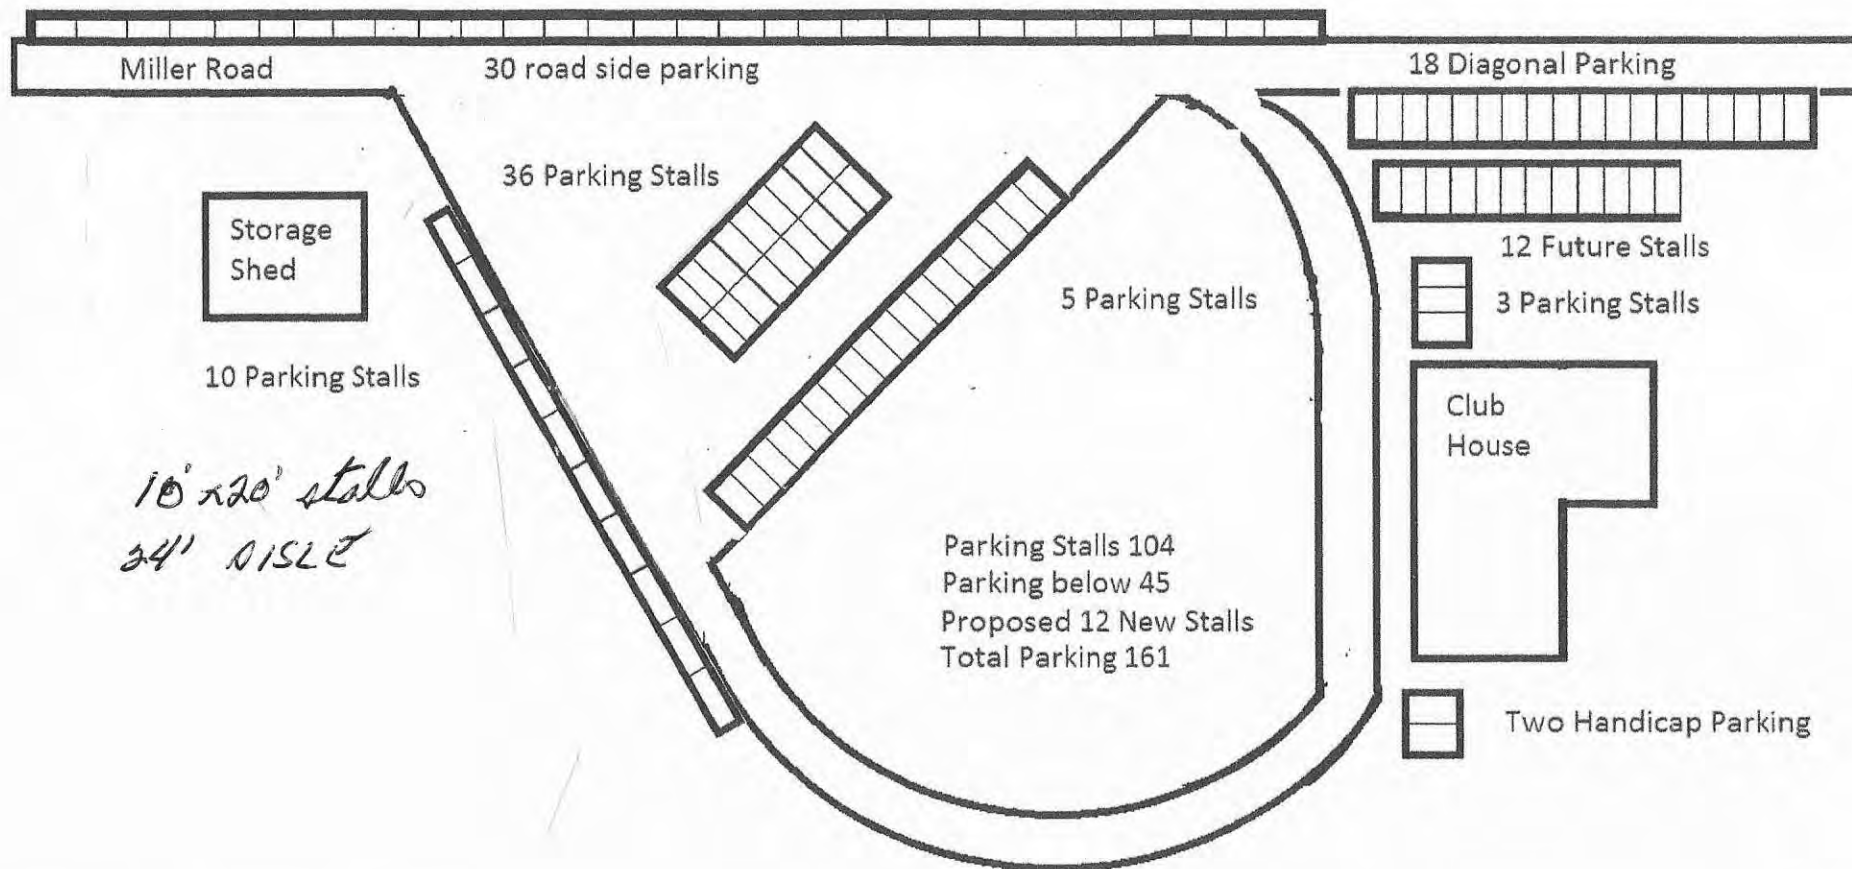 Miller Road
30 road side parking
18 Diagonal Parking
36 Parking Stalls
Storage
Shed
12 Future Stalls
5 Parking Stalls
3 Parking Stalls
10 Parking Stalls
Club
House
10' x 20' stalls
24' AISLE
Parking Stalls 104
Parking below 45
Proposed 12 New Stalls
Total Parking 161
Two Handicap Parking